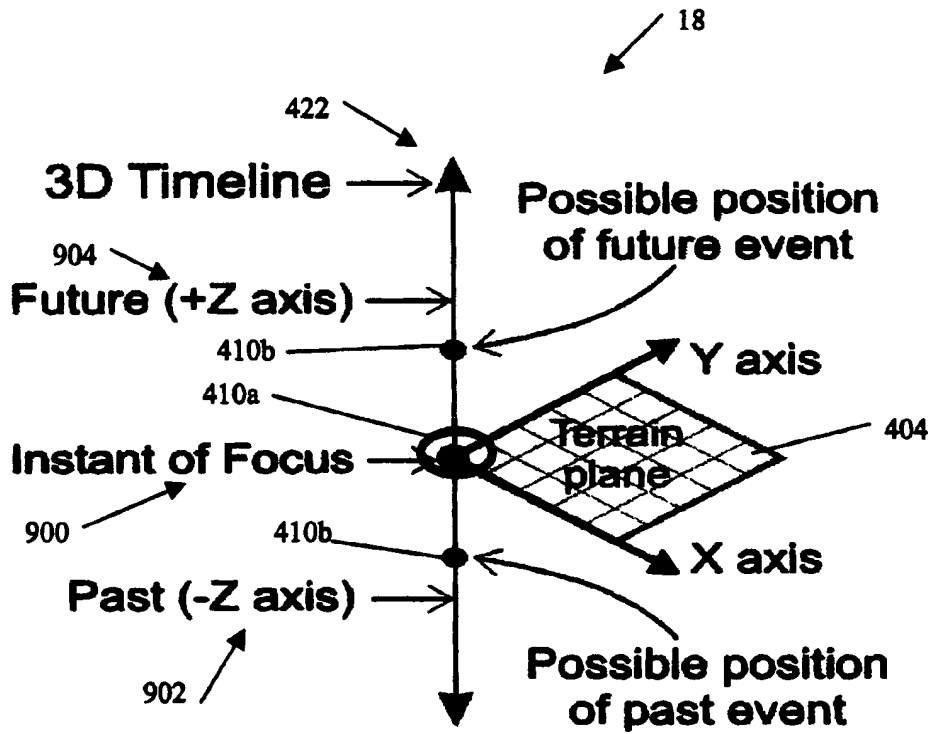 18
422
3D Timeline
Possible position
of future event
904
Future (+Z axis)
410b
Y axis
410a
Terrain
plane
404
Instant of Focus
900
410b
X axis
Past (-Z axis)
902
Possible position
of past event